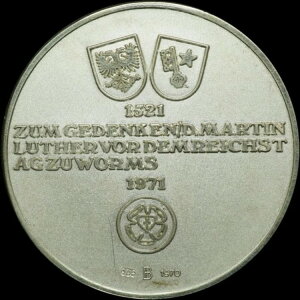 1521
ZUM GEDENKEN/D. MARTIN
LUTHER VOR DEM REICHST
AG ZU WORMS
1971
B